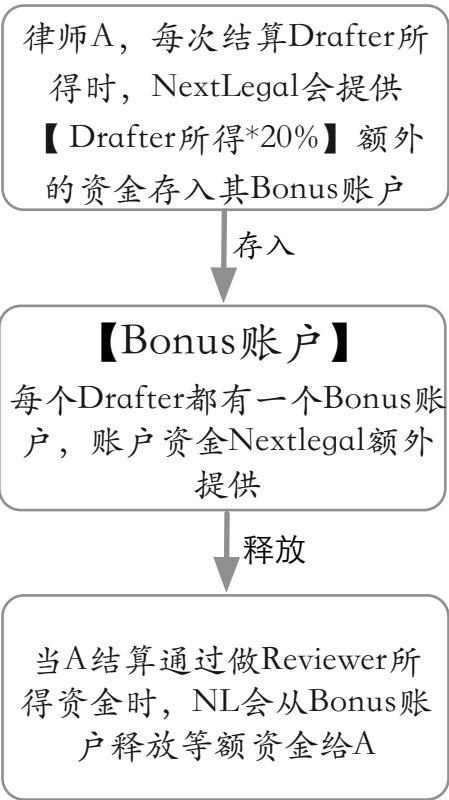 律师A，每次结算Drafter所
得时，NextLegal会提供
【 Drafter所得*20%】额外
的资金存入其Bonus账户
存入
【Bonus账户】
每个Drafter都有一个Bonus账
户，账户资金Nextlegal额外
提供
释放
当A结算通过做Reviewer所
得资金时，NL会从Bonus账
户释放等额资金给A